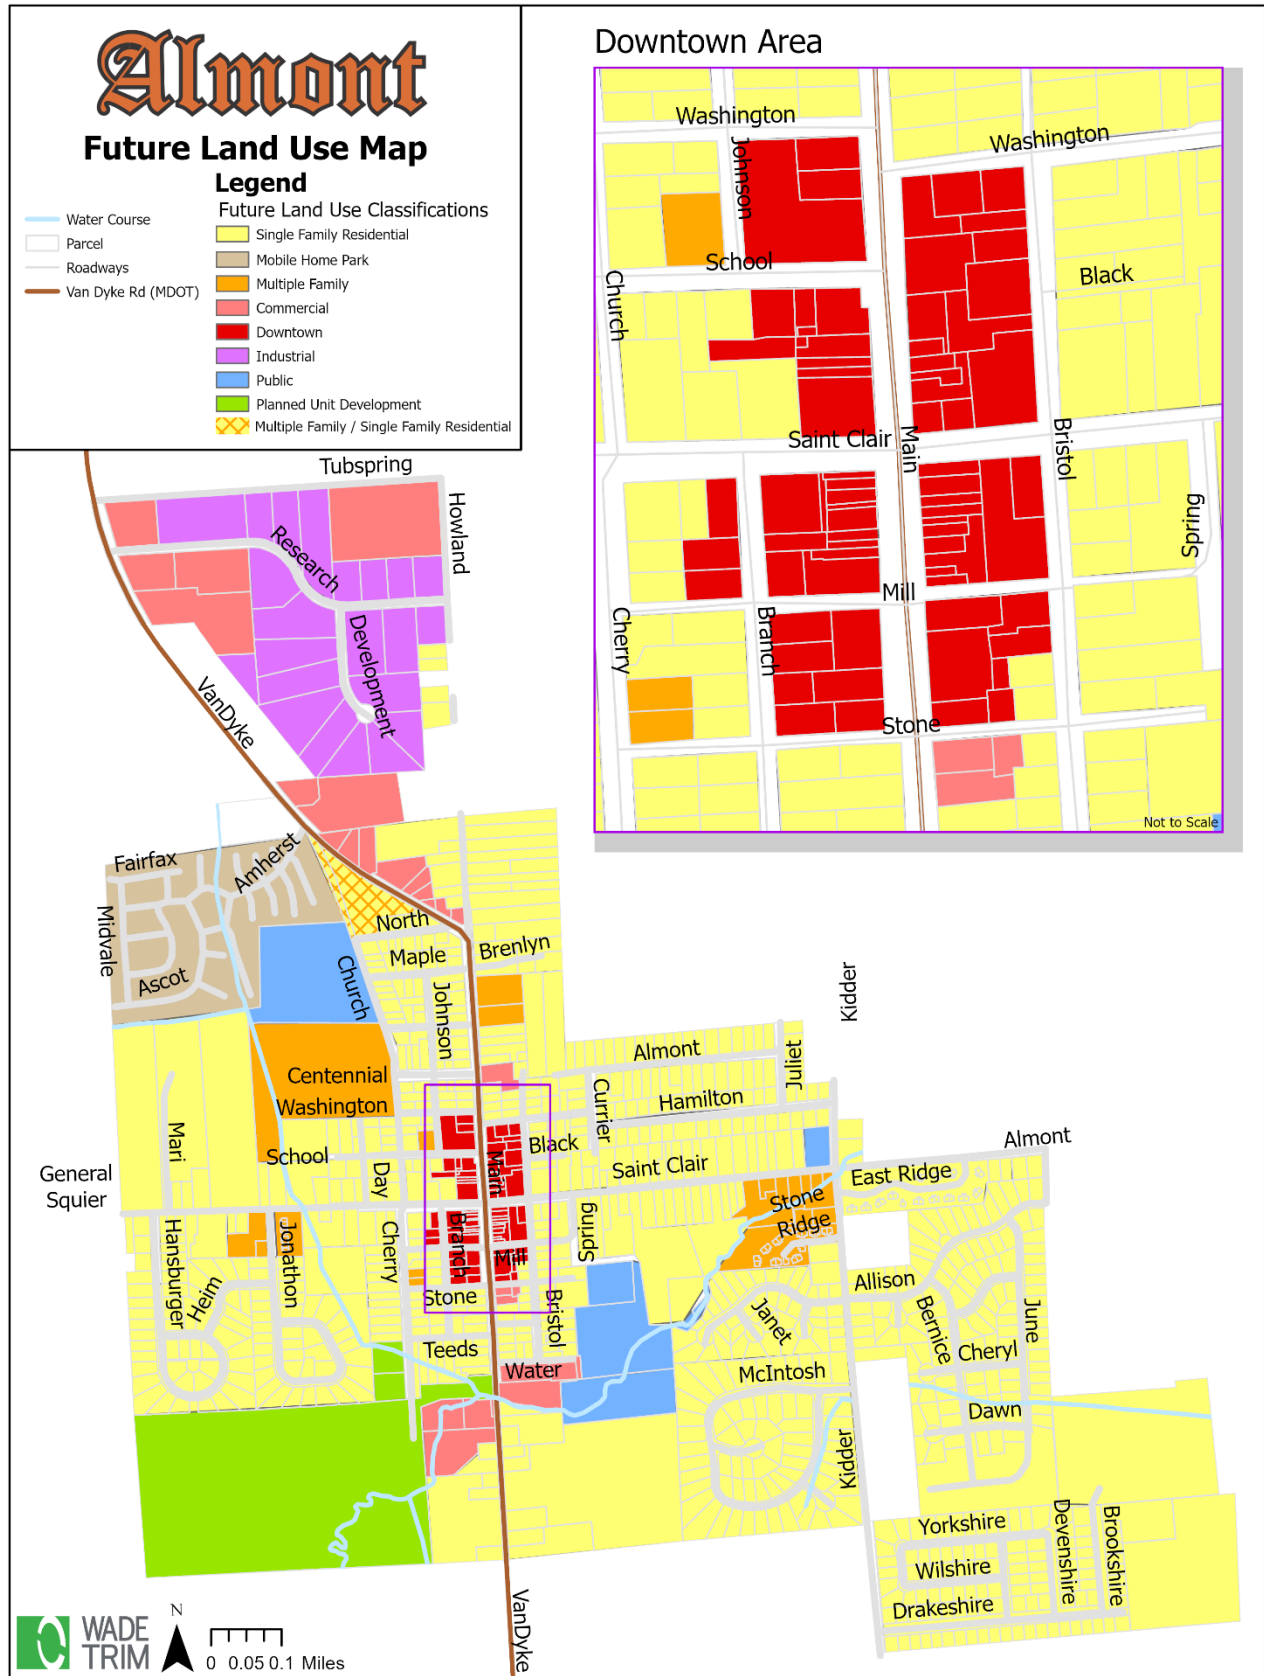 Almont
Future Land Use Map
Legend
Future Land Use Classifications
Water Course
Parcel
Roadways
Van Dyke Rd (MDOT)
Single Family Residential
Mobile Home Park
Multiple Family
Commercial
Downtown
Industrial
Public
Planned Unit Development
Multiple Family / Single Family Residential
Downtown Area
Washington
Johnson
Washington
School
Church
Black
Saint Clair
Main
Bristol
Spring
Mill
Cherry
Branch
Stone
Not to Scale
Tubspring
Howland
Research
Development
VanDyke
Fairfax
Amherst
Midvale
Ascot
North
Maple
Brenlyn
Church
Johnson
Kidder
Centennial
Washington
Almont
Juliet
Currier
Hamilton
Mari
School
Day
Main
Black
Saint Clair
Almont
General
Squier
East Ridge
Stone
Ridge
Hansburger
Heim
Jonathon
Cherry
Branch
Mill
Spring
Stone
Bristol
Allison
Janet
Bernice
June
Teeds
Water
Cheryl
McIntosh
Dawn
Kidder
Yorkshire
Wilshire
Drakeshire
Devenshire
Brookshire
VanDyke
WADE
TRIM
N
0 0.05 0.1 Miles